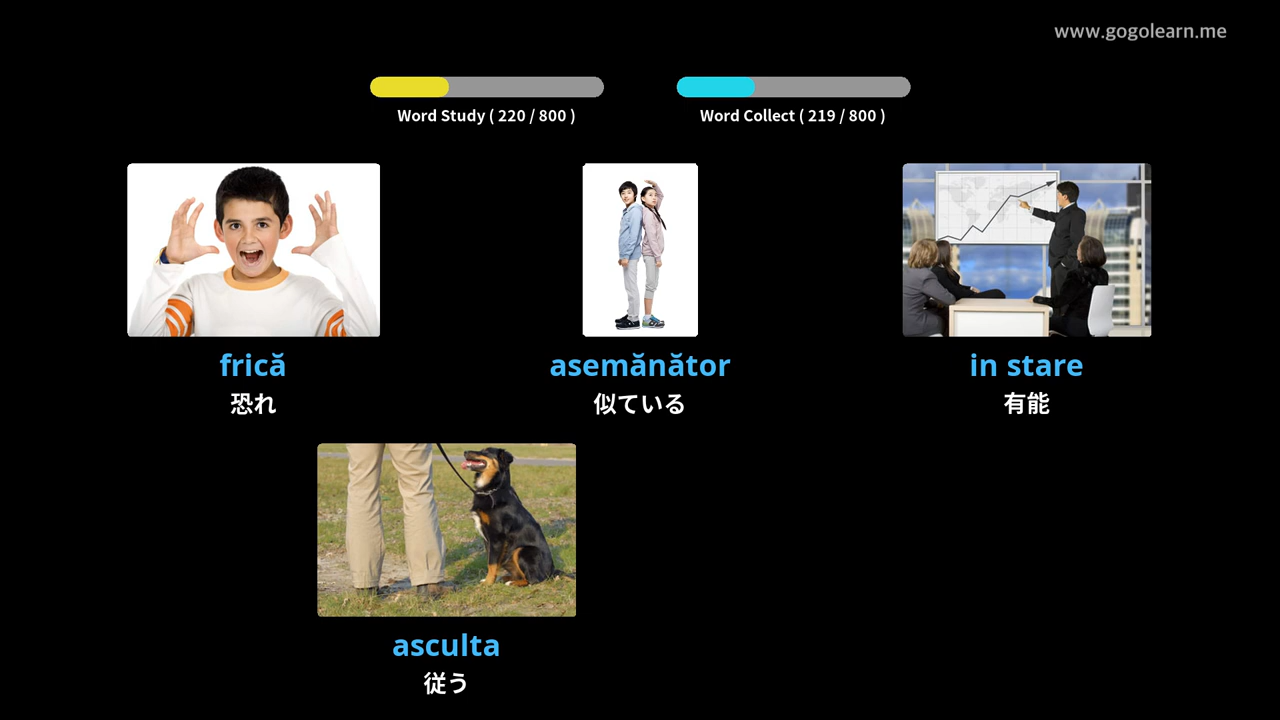 www.gogolearn.me
Word Study ( 220 / 800 )
Word Collect ( 219 / 800 )
frică
恐れ
asemănător
似ている
in stare
有能
asculta
従う